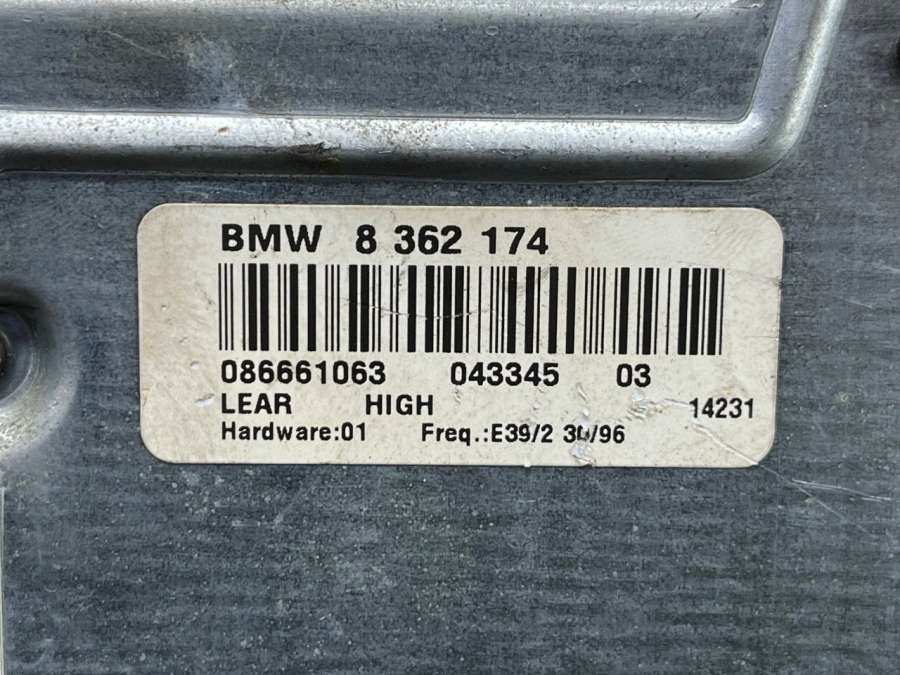 BMW 8 362 174
086661063 043345 03
LEAR HIGH 14231
Hardware:01 Freq.:E39/2 30/96